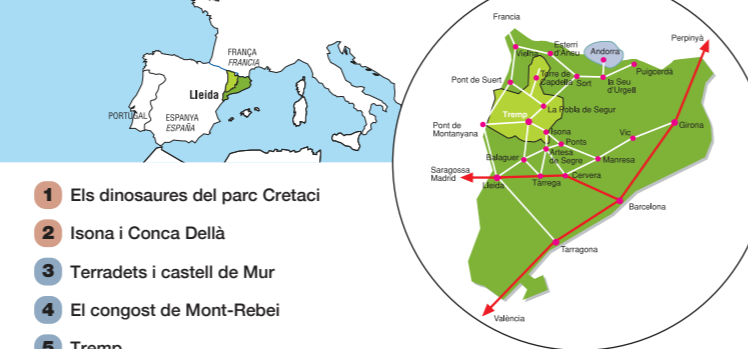 FRANÇA
FRANCIA
Lleida
PORTUGAL
ESPANYA
ESPAÑA
Francia
Perpinyà
Vielha
Esterri
d'Àneu
Andorra
Puigcerdà
Pont de Suert
Torre de
Capdella
Sort
la Seu
d'Urgell
La Pobla de Segur
Tremp
Pont de
Montanyana
Isona
Ponts
Vic
Girona
Balaguer
Artesa
de Segre
Manresa
Saragossa
Madrid
Lleida
Tàrrega
Cervera
Barcelona
Tarragona
València
1 Els dinosaures del parc Cretaci
2 Isona i Conca Dellà
3 Terradets i castell de Mur
4 El congost de Mont-Rebei
5 Tremp